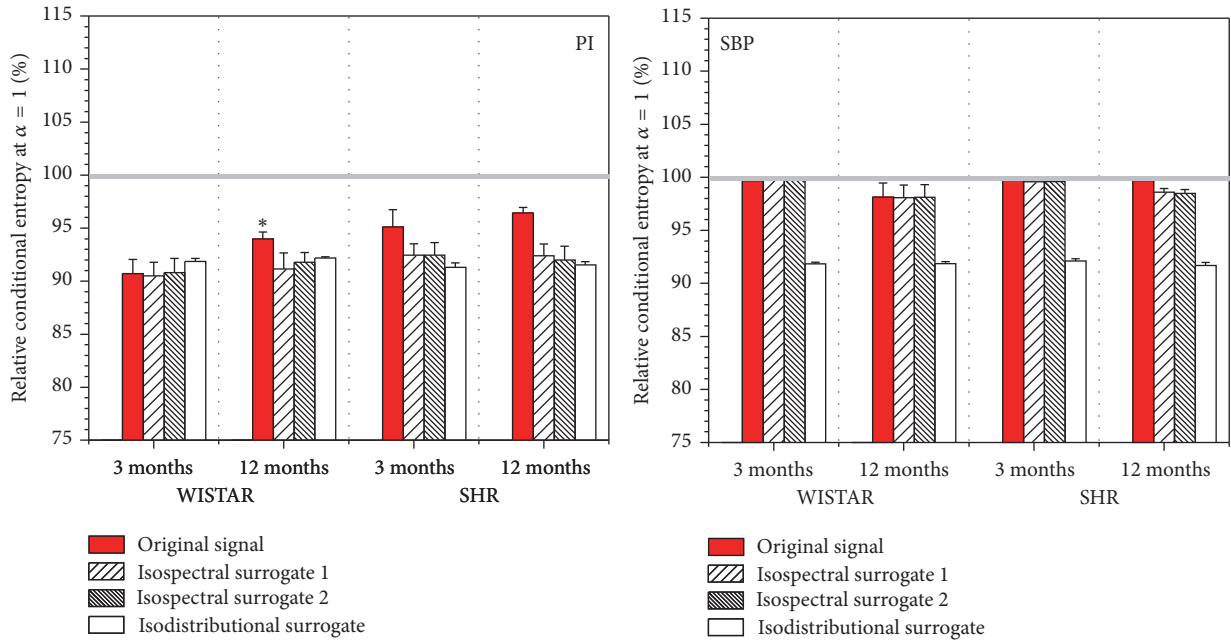 Relative conditional entropy at α = 1 (%)
115
110
105
100
95
90
85
80
75
PI
*
3 months
12 months
3 months
12 months
WISTAR
SHR
Original signal
Isospectral surrogate 1
Isospectral surrogate 2
Isodistributional surrogate
Relative conditional entropy at α = 1 (%)
115
110
105
100
95
90
85
80
75
SBP
3 months
12 months
3 months
12 months
WISTAR
SHR
Original signal
Isospectral surrogate 1
Isospectral surrogate 2
Isodistributional surrogate